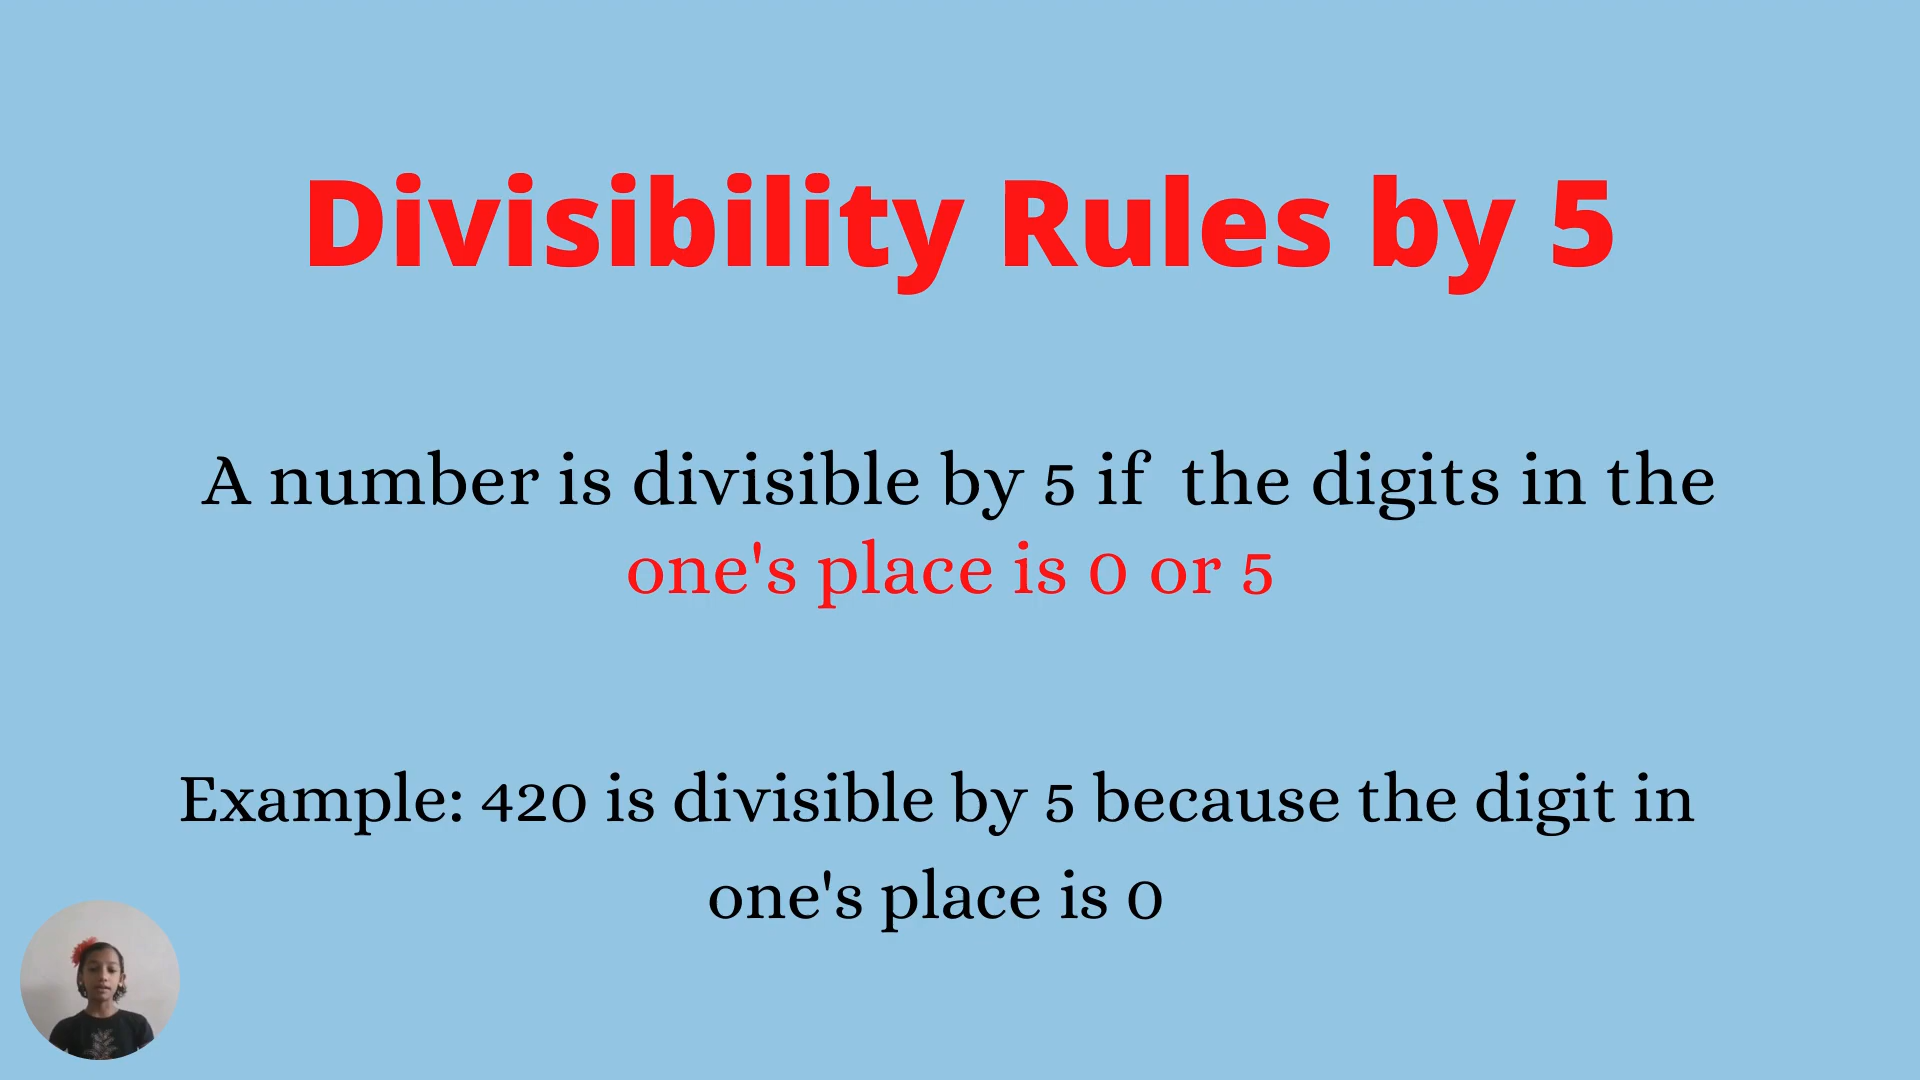 Divisibility Rules by 5
A number is divisible by 5 if the digits in the
one's place is 0 or 5
Example: 420 is divisible by 5 because the digit in
one's place is 0